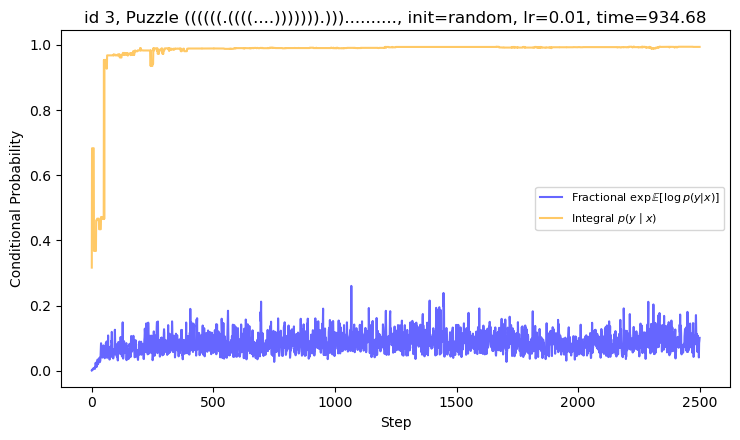 id 3, Puzzle ((((((.((((....))))))).))).........., init=random, lr=0.01, time=934.68
Conditional Probability
1.0
0.8
0.6
0.4
0.2
0.0
Fractional exp𝔼[log p(y|x)]
Integral p(y | x)
0 500 1000 1500 2000 2500
Step